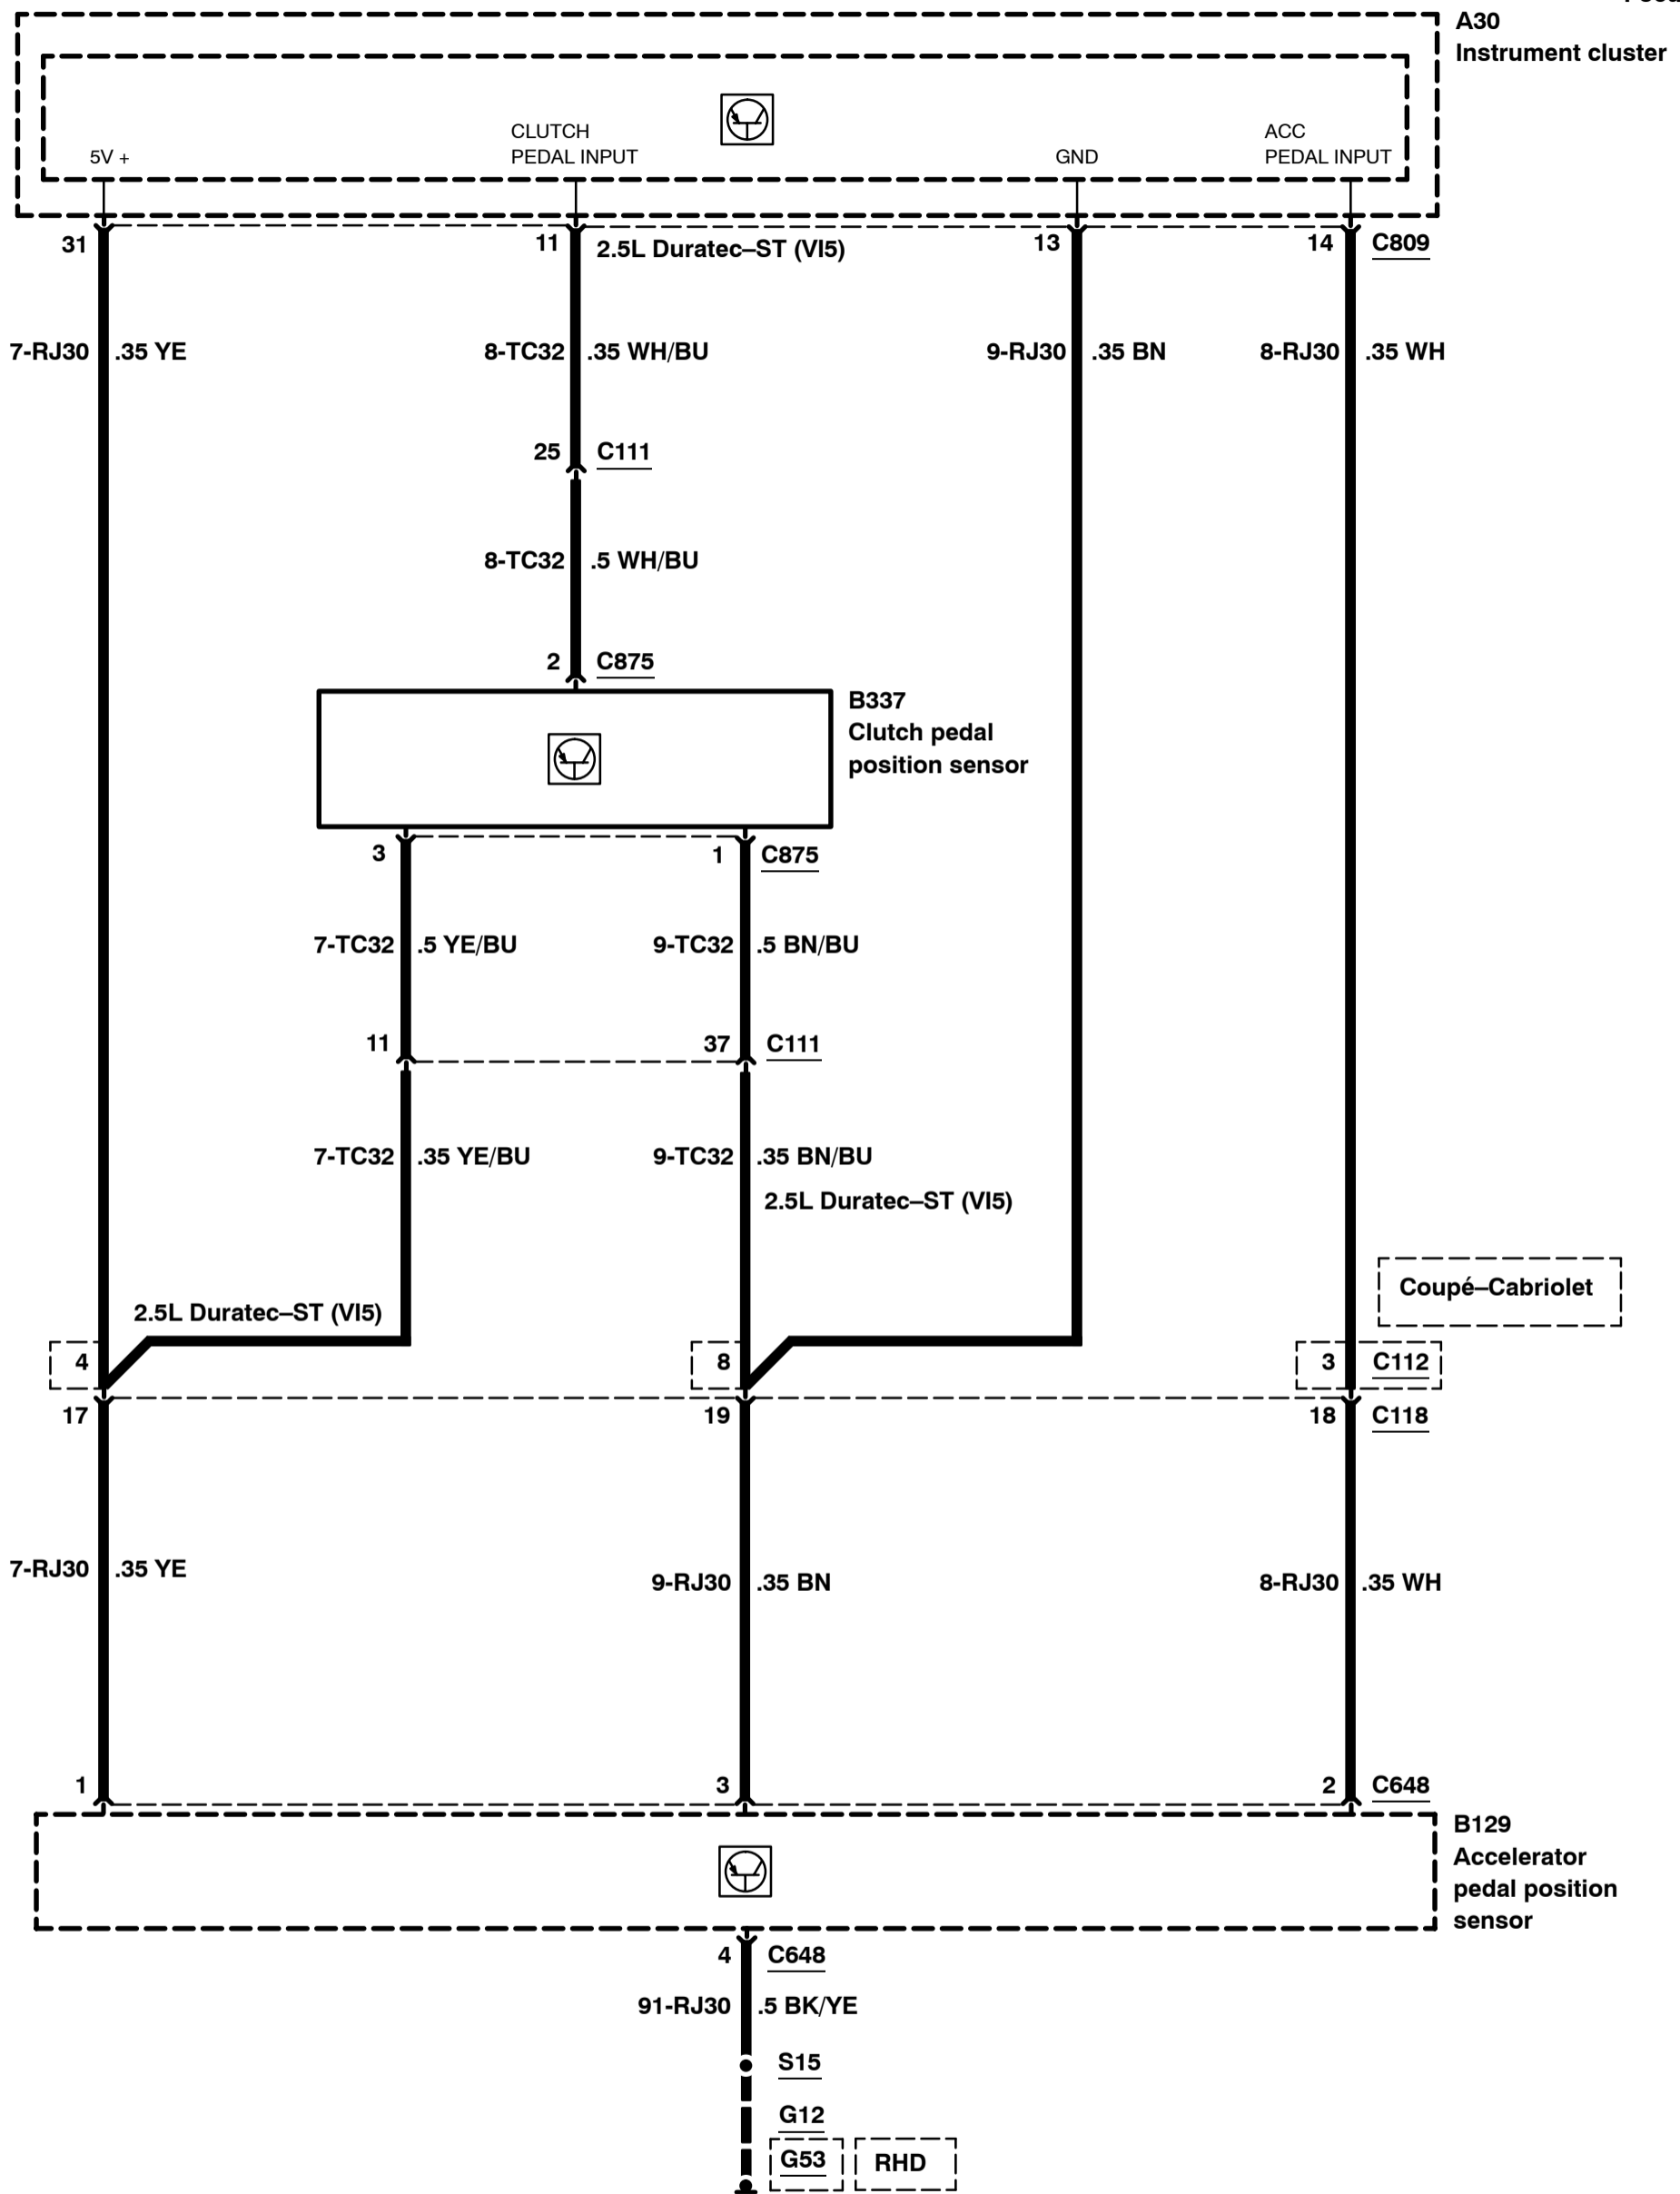 A30
Instrument cluster
CLUTCH
ACC
5V +
PEDAL INPUT
GND
PEDAL INPUT
31
11
2.5L Duratec–ST (VI5)
13
14
C809
7-RJ30
.35 YE
8-TC32
.35 WH/BU
9-RJ30
.35 BN
8-RJ30
.35 WH
25
C111
8-TC32
.5 WH/BU
2
C875
B337
Clutch pedal
position sensor
3
1
C875
7-TC32
.5 YE/BU
9-TC32
.5 BN/BU
11
37
C111
7-TC32
.35 YE/BU
9-TC32
.35 BN/BU
2.5L Duratec–ST (VI5)
Coupé–Cabriolet
2.5L Duratec–ST (VI5)
4
8
3
C112
17
19
18
C118
7-RJ30
.35 YE
9-RJ30
.35 BN
8-RJ30
.35 WH
1
3
2
C648
B129
Accelerator
pedal position
sensor
4
C648
91-RJ30
.5 BK/YE
S15
G12
G53
RHD